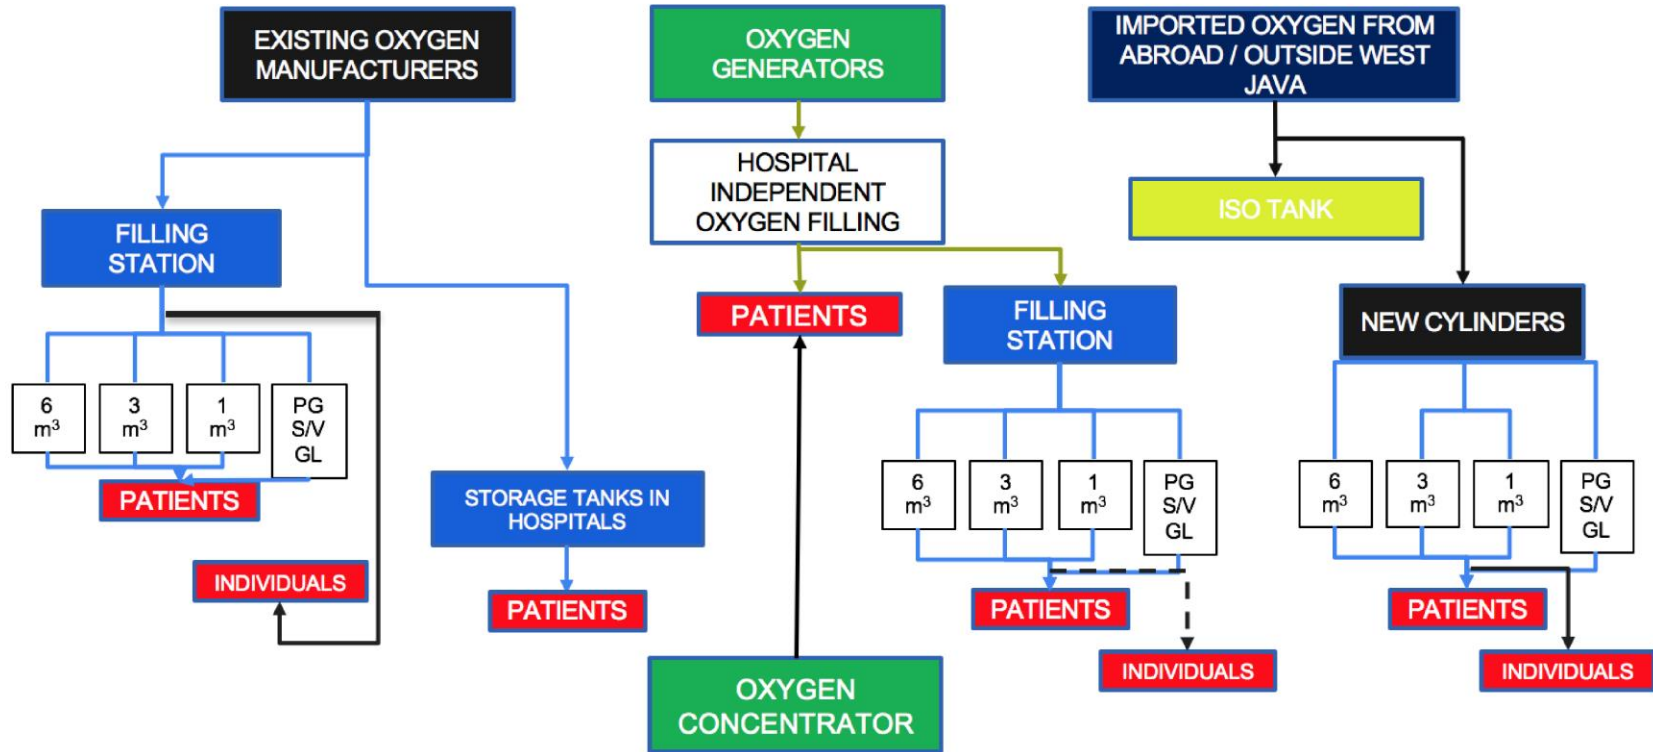 EXISTING OXYGEN
MANUFACTURERS
OXYGEN
GENERATORS
IMPORTED OXYGEN FROM
ABROAD / OUTSIDE WEST
JAVA
HOSPITAL
INDEPENDENT
OXYGEN FILLING
ISO TANK
FILLING
STATION
PATIENTS
FILLING
STATION
NEW CYLINDERS
6
m³
3
m³
1
m³
PG
S/V
GL
PATIENTS
INDIVIDUALS
STORAGE TANKS IN
HOSPITALS
PATIENTS
6
m³
3
m³
1
m³
PG
S/V
GL
PATIENTS
INDIVIDUALS
6
m³
3
m³
1
m³
PG
S/V
GL
PATIENTS
INDIVIDUALS
OXYGEN
CONCENTRATOR